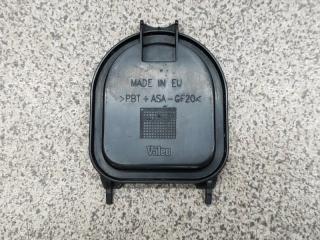 MADE IN EU
>PBT+ASA-GF20<
Valeo